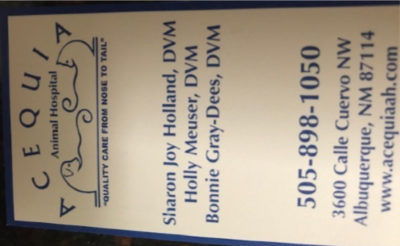 ACEQUIA
Animal Hospital
"QUALITY CARE FROM NOSE TO TAIL"
Sharon Joy Holland, DVM
Holly Meuser, DVM
Bonnie Gray-Dees, DVM
505-898-1050
3600 Calle Cuervo NW
Albuquerque, NM 87114
www.acequiaah.com